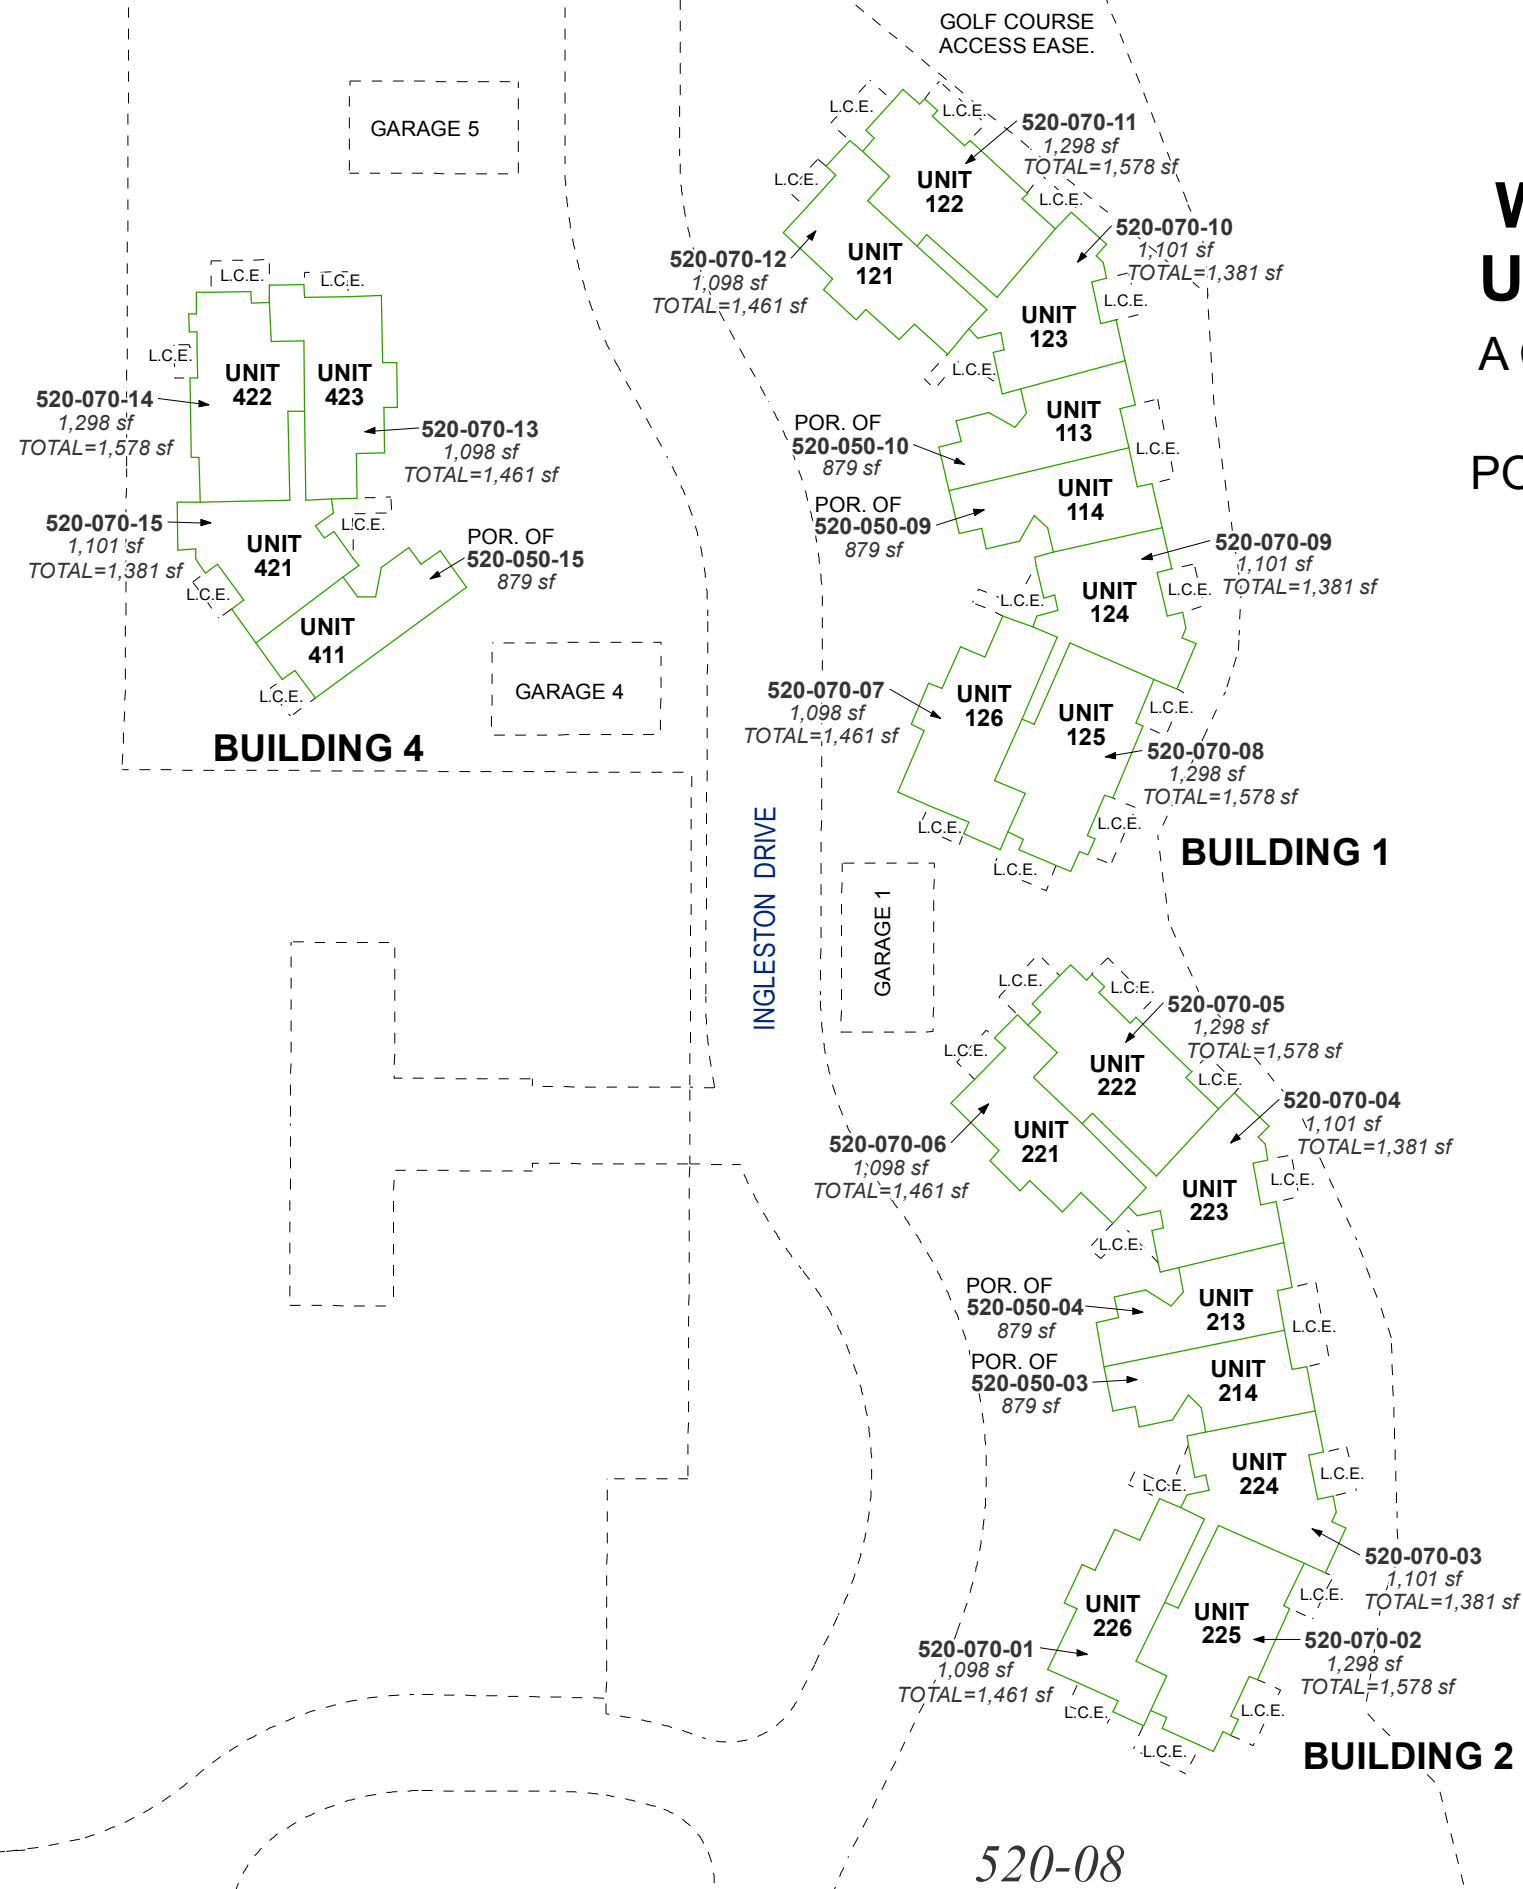 GOLF COURSE
ACCESS EASE.
GARAGE 5
L.C.E.
L.C.E.
520-070-11
1,298 sf
TOTAL=1,578 sf
UNIT
122
L.C.E.
L.C.E.
520-070-10
1,101 sf
TOTAL=1,381 sf
520-070-12
1,098 sf
TOTAL=1,461 sf
UNIT
121
L.C.E.
UNIT
123
L.C.E.
W
U
A
PO
L.C.E.
L.C.E.
L.C.E.
UNIT
422
UNIT
423
520-070-14
1,298 sf
TOTAL=1,578 sf
520-070-13
1,098 sf
TOTAL=1,461 sf
520-070-15
1,101 sf
TOTAL=1,381 sf
L.C.E.
UNIT
421
POR. OF
520-050-15
879 sf
L.C.E.
UNIT
411
L.C.E.
GARAGE 4
BUILDING 4
POR. OF
520-050-10
879 sf
UNIT
113
L.C.E.
POR. OF
520-050-09
879 sf
UNIT
114
520-070-09
1,101 sf
TOTAL=1,381 sf
L.C.E.
L.C.E.
UNIT
124
520-070-07
1,098 sf
TOTAL=1,461 sf
UNIT
126
UNIT
125
L.C.E.
520-070-08
1,298 sf
TOTAL=1,578 sf
L.C.E.
L.C.E.
L.C.E.
BUILDING 1
INGLESTON DRIVE
GARAGE 1
L.C.E.
L.C.E.
520-070-05
1,298 sf
TOTAL=1,578 sf
L.C.E.
UNIT
222
L.C.E.
520-070-04
1,101 sf
TOTAL=1,381 sf
520-070-06
1,098 sf
TOTAL=1,461 sf
UNIT
221
L.C.E.
UNIT
223
L.C.E.
POR. OF
520-050-04
879 sf
UNIT
213
L.C.E.
POR. OF
520-050-03
879 sf
UNIT
214
UNIT
224
L.C.E.
L.C.E.
520-070-03
1,101 sf
TOTAL=1,381 sf
L.C.E.
UNIT
226
UNIT
225
520-070-01
1,098 sf
TOTAL=1,461 sf
520-070-02
1,298 sf
TOTAL=1,578 sf
L.C.E.
L.C.E.
L.C.E.
BUILDING 2
520-08